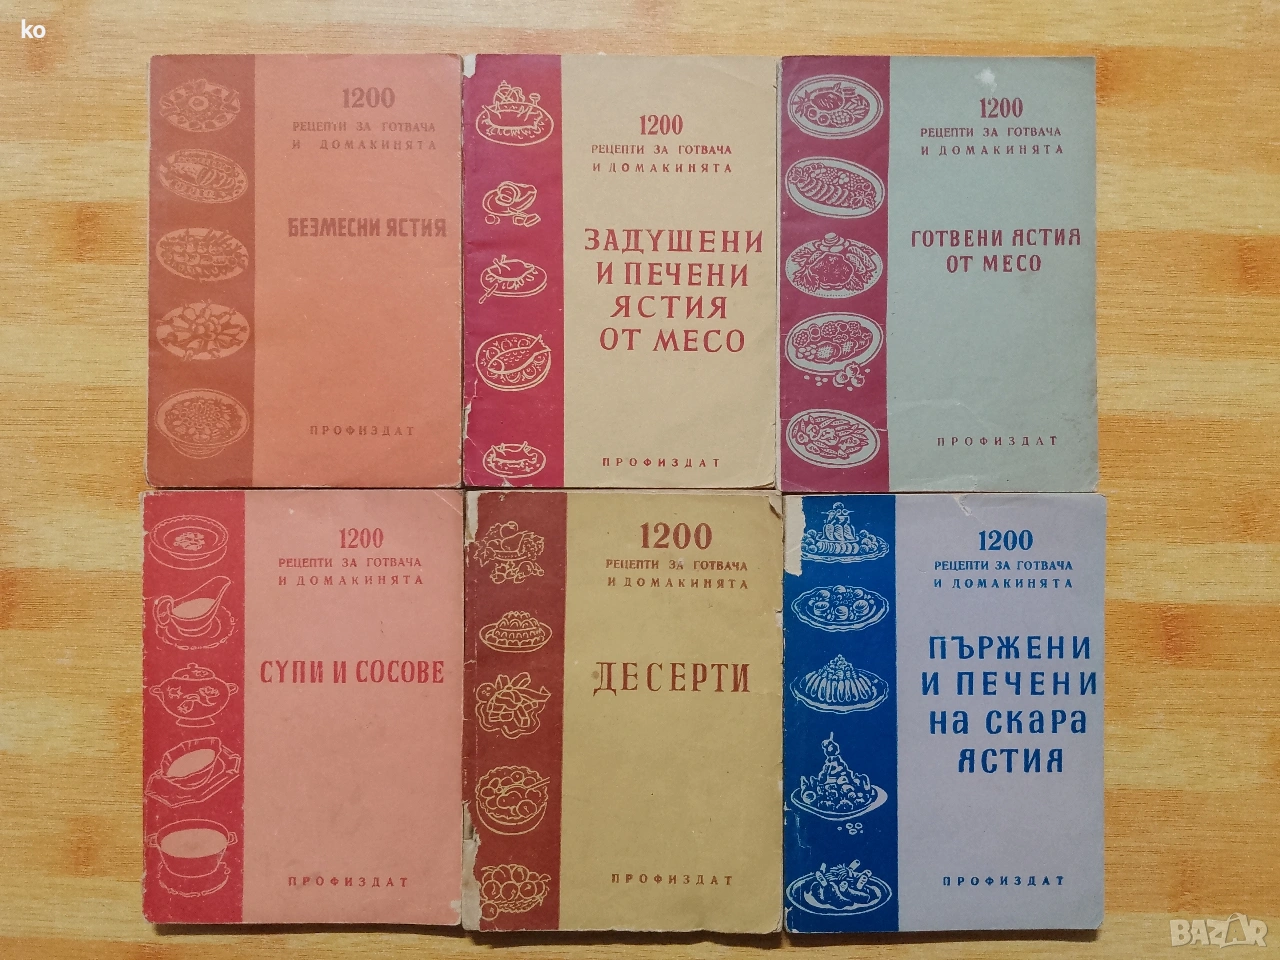 ko
1200
РЕЦЕПТИ ЗА ГОТВАЧА
И ДОМАКИНЯТА
БЕЗМЕСНИ ЯСТИЯ
ПРОФИЗДАТ
1200
РЕЦЕПТИ ЗА ГОТВАЧА
И ДОМАКИНЯТА
ЗАДУШЕНИ
И ПЕЧЕНИ
ЯСТИЯ
ОТ МЕСО
ПРОФИЗДАТ
1200
РЕЦЕПТИ ЗА ГОТВАЧА
И ДОМАКИНЯТА
ГОТВЕНИ ЯСТИЯ
ОТ МЕСО
ПРОФИЗДАТ
1200
РЕЦЕПТИ ЗА ГОТВАЧА
И ДОМАКИНЯТА
СУПИ И СОСОВЕ
ПРОФИЗДАТ
1200
РЕЦЕПТИ ЗА ГОТВАЧА
И ДОМАКИНЯТА
ДЕСЕРТИ
ПРОФИЗДАТ
1200
РЕЦЕПТИ ЗА ГОТВАЧА
И ДОМАКИНЯТА
ПЪРЖЕНИ
И ПЕЧЕНИ
НА СКАРА
ЯСТИЯ
ПРОФИЗДАТ
BAZAR